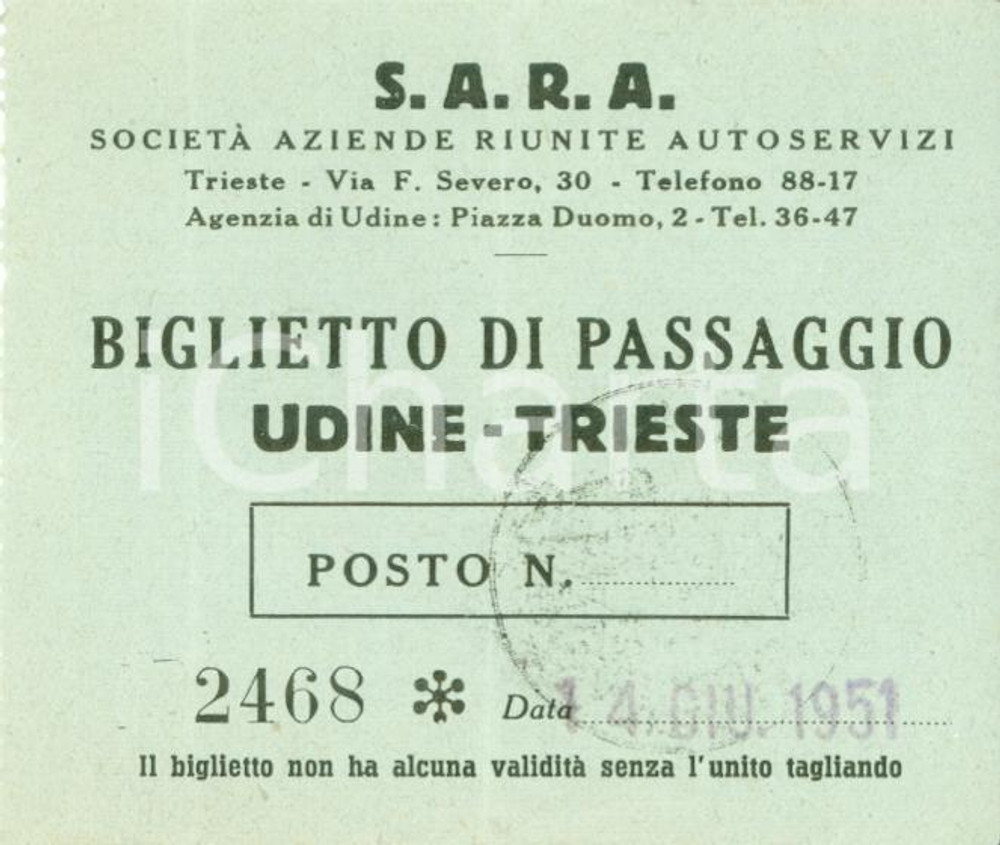 S. A. R. A.
SOCIETÀ AZIENDE RIUNITE AUTOSERVIZI
Trieste - Via F. Severo, 30 - Telefono 88-17
Agenzia di Udine: Piazza Duomo, 2 - Tel. 36-47
BIGLIETTO DI PASSAGGIO
UDINE - TRIESTE
iCharta
POSTO N.
2468 Data 14. GIU. 1951
Il biglietto non ha alcuna validità senza l'unito tagliando